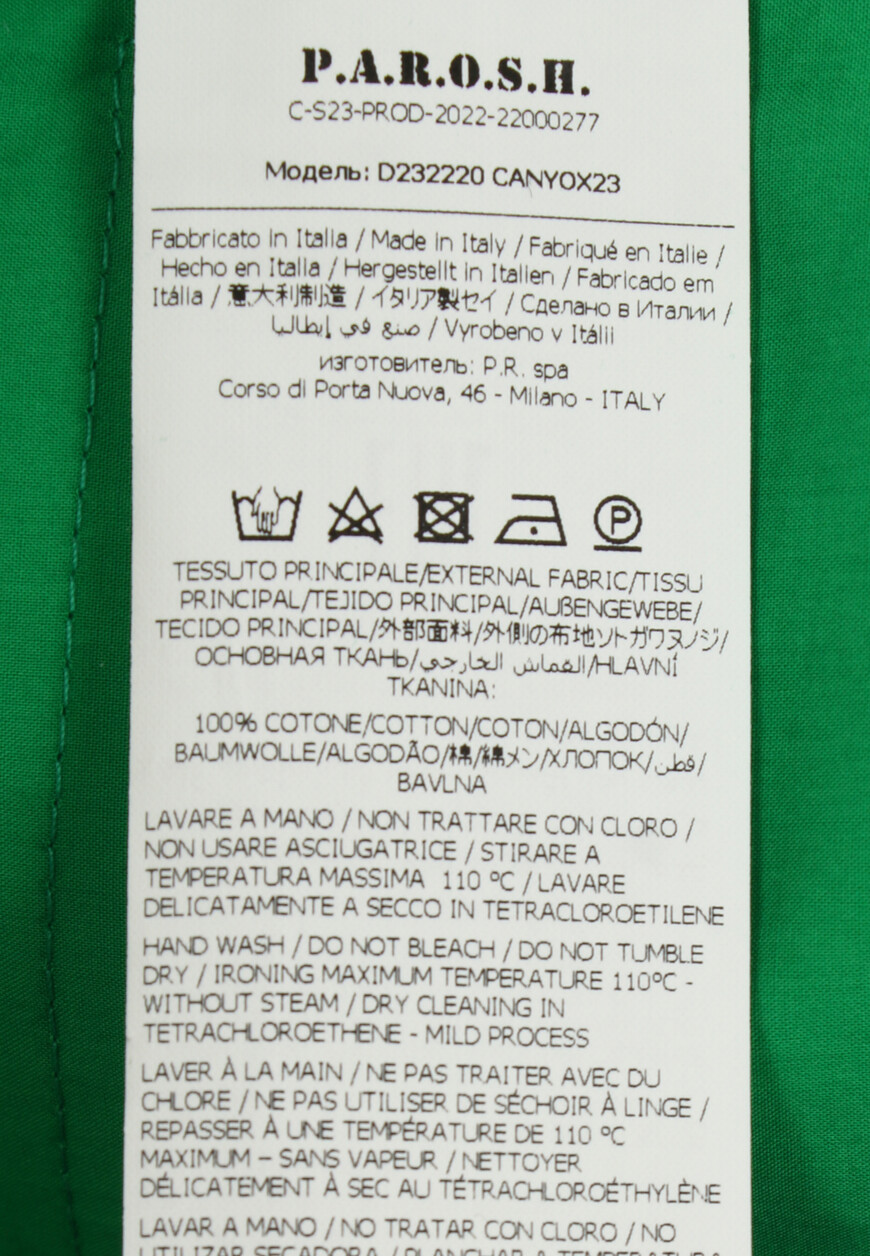 P.A.R.O.S.H.
C-S23-PROD-2022-22000277
Модель: D232220 CANYOX23
Fabbricato in Italia / Made in Italy / Fabriqué en Italie /
Hecho en Italia / Hergestellt in Italien / Fabricado em
Itália / 意大利制造 / イタリア製セイ / Сделано в Италии /
صنع في إيطاليا / Vyrobeno v Itálii
изготовитель: P.R. spa
Corso di Porta Nuova, 46 - Milano - ITALY
P
TESSUTO PRINCIPALE/EXTERNAL FABRIC/TISSU
PRINCIPAL/TEJIDO PRINCIPAL/AUßENGEWEBE/
TECIDO PRINCIPAL/外部面料/外側の布地ソトガワヌノジ/
ОСНОВНАЯ ТКАНЬ/القماش الخارجي/HLAVNÍ
TKANINA:
100% COTONE/COTTON/COTON/ALGODÓN/
BAUMWOLLE/ALGODÃO/棉/綿メン/ХЛОПОК/قطن/
BAVLNA
LAVARE A MANO / NON TRATTARE CON CLORO /
NON USARE ASCIUGATRICE / STIRARE A
TEMPERATURA MASSIMA 110 °C / LAVARE
DELICATAMENTE A SECCO IN TETRACLOROETILENE
HAND WASH / DO NOT BLEACH / DO NOT TUMBLE
DRY / IRONING MAXIMUM TEMPERATURE 110°C -
WITHOUT STEAM / DRY CLEANING IN
TETRACHLOROETHENE - MILD PROCESS
LAVER À LA MAIN / NE PAS TRAITER AVEC DU
CHLORE / NE PAS UTILISER DE SÉCHOIR À LINGE /
REPASSER À UNE TEMPÉRATURE DE 110 °C
MAXIMUM – SANS VAPEUR / NETTOYER
DÉLICATEMENT À SEC AU TÉTRACHLOROÉTHYLÈNE
LAVAR A MANO / NO TRATAR CON CLORO / NO
UTILIZAR SECADORA / PLANCHAR A TEMPERATURA